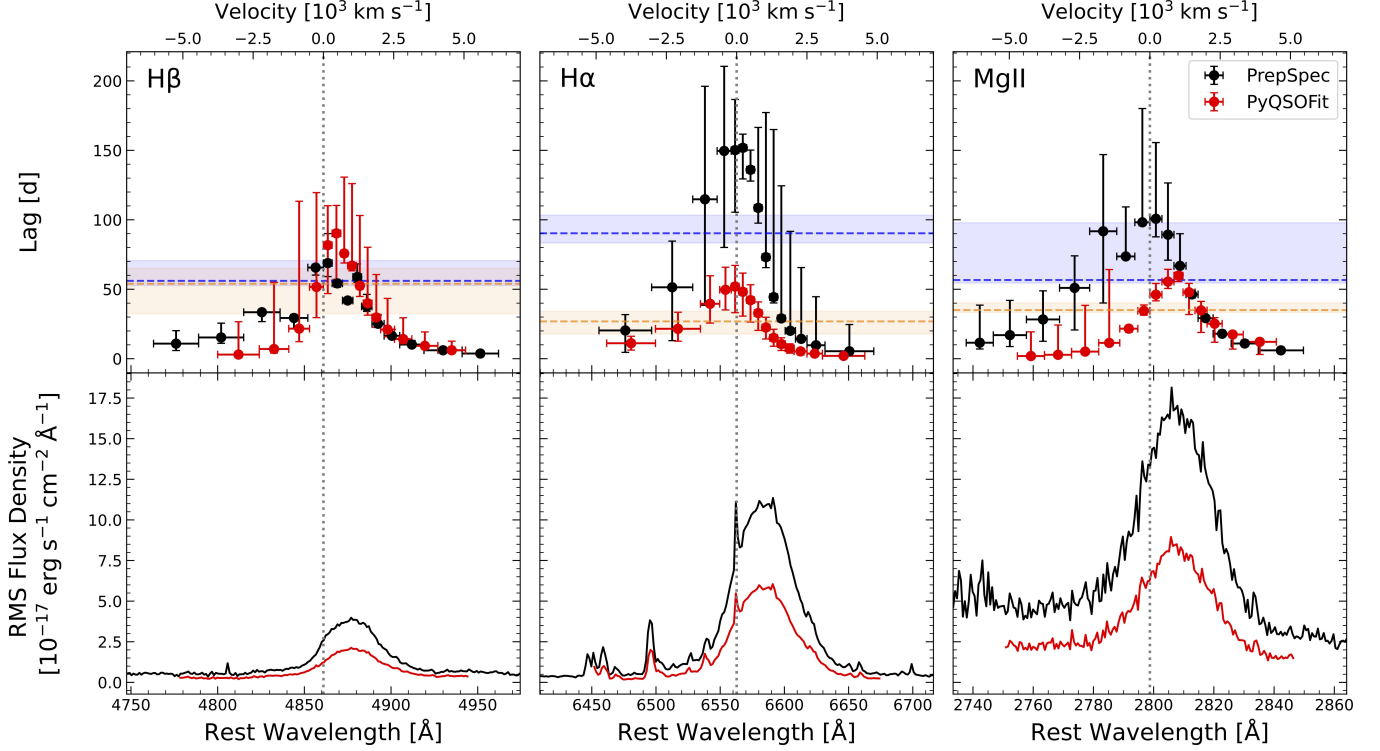 Velocity [10³ km s⁻¹] Velocity [10³ km s⁻¹] Velocity [10³ km s⁻¹]
−5.0 −2.5 0.0 2.5 5.0 −5.0 −2.5 0.0 2.5 5.0 −5.0 −2.5 0.0 2.5 5.0
Hβ Hα MgII
PrepSpec
PyQSOFit
Lag [d]
200
150
100
50
0
RMS Flux Density
[10⁻¹⁷ erg s⁻¹ cm⁻² Å⁻¹]
17.5
15.0
12.5
10.0
7.5
5.0
2.5
0.0
4750 4800 4850 4900 4950 6450 6500 6550 6600 6650 6700 2740 2760 2780 2800 2820 2840 2860
Rest Wavelength [Å] Rest Wavelength [Å] Rest Wavelength [Å]